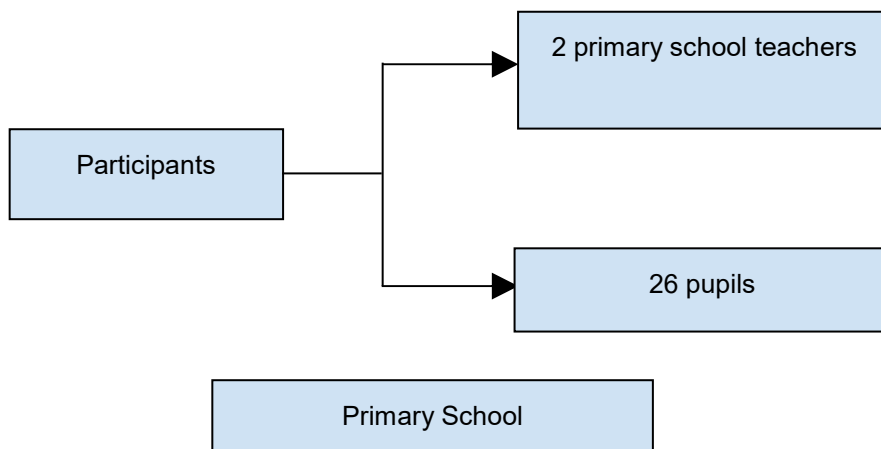 2 primary school teachers
Participants
26 pupils
Primary School